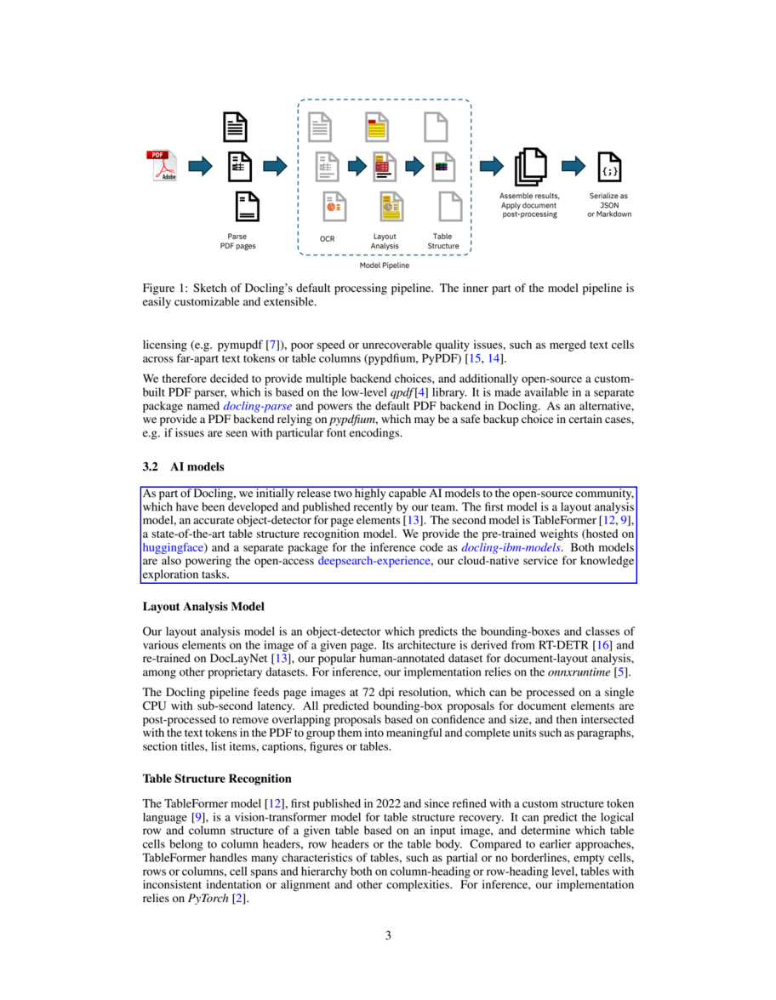 PDF
Adobe
Parse
PDF pages
OCR
Layout
Analysis
Table
Structure
Model Pipeline
Assemble results,
Apply document
post-processing
{;}
Serialize as
JSON
or Markdown
Figure 1: Sketch of Docling's default processing pipeline. The inner part of the model pipeline is
easily customizable and extensible.
licensing (e.g. pymupdf [7]), poor speed or unrecoverable quality issues, such as merged text cells
across far-apart text tokens or table columns (pypdfium, PyPDF) [15, 14].
We therefore decided to provide multiple backend choices, and additionally open-source a custom-
built PDF parser, which is based on the low-level qpdf [4] library. It is made available in a separate
package named docling-parse and powers the default PDF backend in Docling. As an alternative,
we provide a PDF backend relying on pypdfium, which may be a safe backup choice in certain cases,
e.g. if issues are seen with particular font encodings.
3.2 AI models
As part of Docling, we initially release two highly capable AI models to the open-source community,
which have been developed and published recently by our team. The first model is a layout analysis
model, an accurate object-detector for page elements [13]. The second model is TableFormer [12, 9],
a state-of-the-art table structure recognition model. We provide the pre-trained weights (hosted on
huggingface) and a separate package for the inference code as docling-ibm-models. Both models
are also powering the open-access deepsearch-experience, our cloud-native service for knowledge
exploration tasks.
Layout Analysis Model
Our layout analysis model is an object-detector which predicts the bounding-boxes and classes of
various elements on the image of a given page. Its architecture is derived from RT-DETR [16] and
re-trained on DocLayNet [13], our popular human-annotated dataset for document-layout analysis,
among other proprietary datasets. For inference, our implementation relies on the onnxruntime [5].
The Docling pipeline feeds page images at 72 dpi resolution, which can be processed on a single
CPU with sub-second latency. All predicted bounding-box proposals for document elements are
post-processed to remove overlapping proposals based on confidence and size, and then intersected
with the text tokens in the PDF to group them into meaningful and complete units such as paragraphs,
section titles, list items, captions, figures or tables.
Table Structure Recognition
The TableFormer model [12], first published in 2022 and since refined with a custom structure token
language [9], is a vision-transformer model for table structure recovery. It can predict the logical
row and column structure of a given table based on an input image, and determine which table
cells belong to column headers, row headers or the table body. Compared to earlier approaches,
TableFormer handles many characteristics of tables, such as partial or no borderlines, empty cells,
rows or columns, cell spans and hierarchy both on column-heading or row-heading level, tables with
inconsistent indentation or alignment and other complexities. For inference, our implementation
relies on PyTorch [2].
3